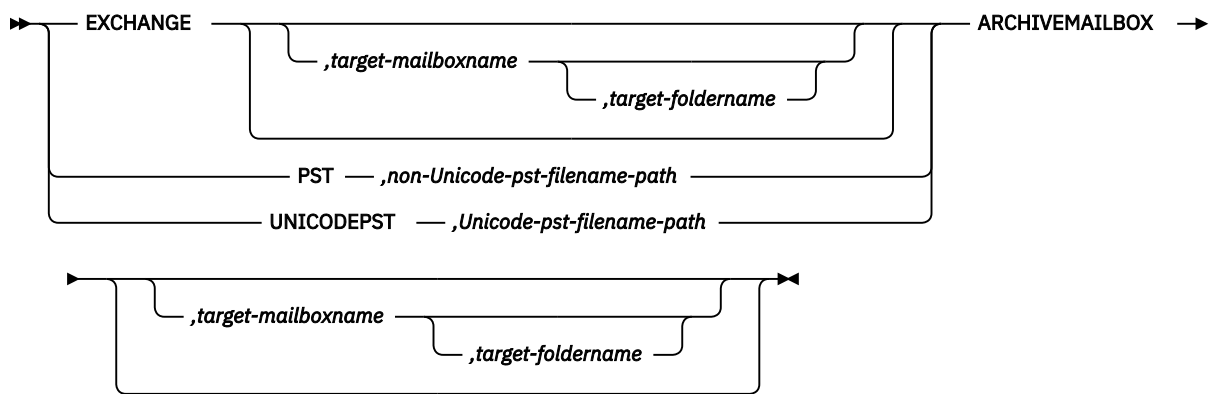 EXCHANGE ARCHIVEMAILBOX
,target-mailboxname
,target-foldername
PST ,non-Unicode-pst-filename-path
UNICODEPST ,Unicode-pst-filename-path
,target-mailboxname
,target-foldername